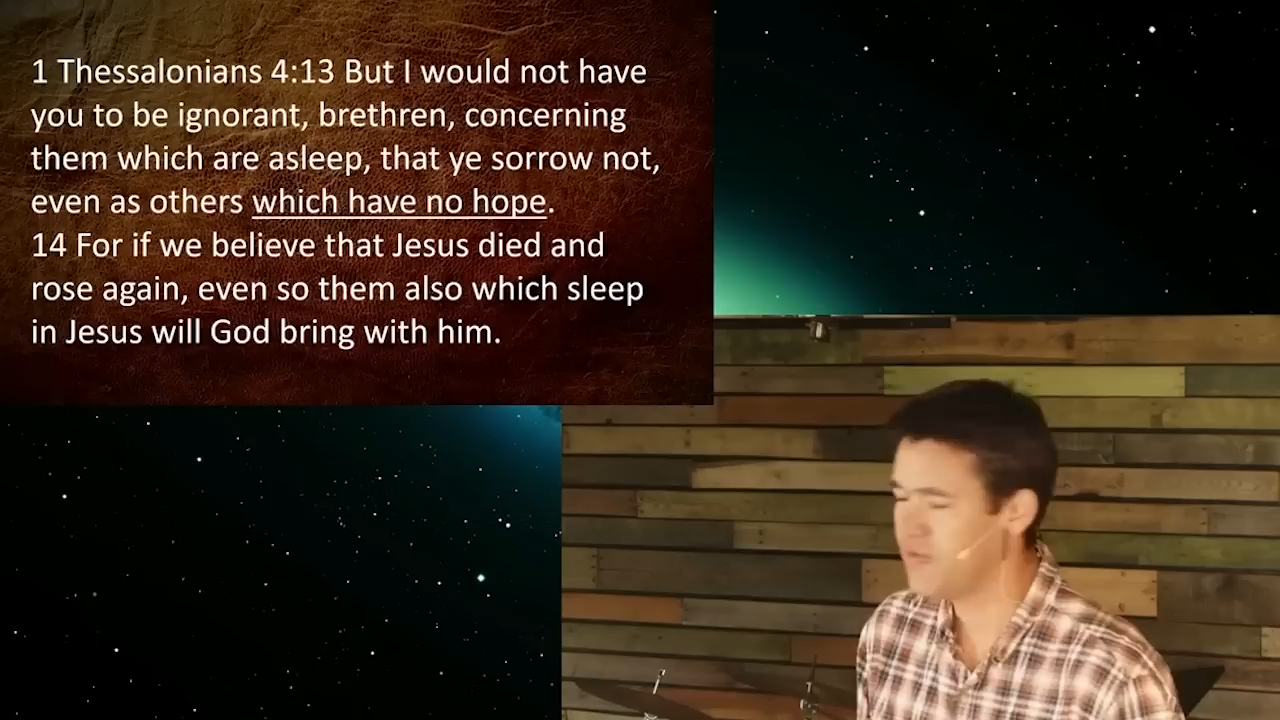 1 Thessalonians 4:13 But I would not have
you to be ignorant, brethren, concerning
them which are asleep, that ye sorrow not,
even as others which have no hope.
14 For if we believe that Jesus died and
rose again, even so them also which sleep
in Jesus will God bring with him.